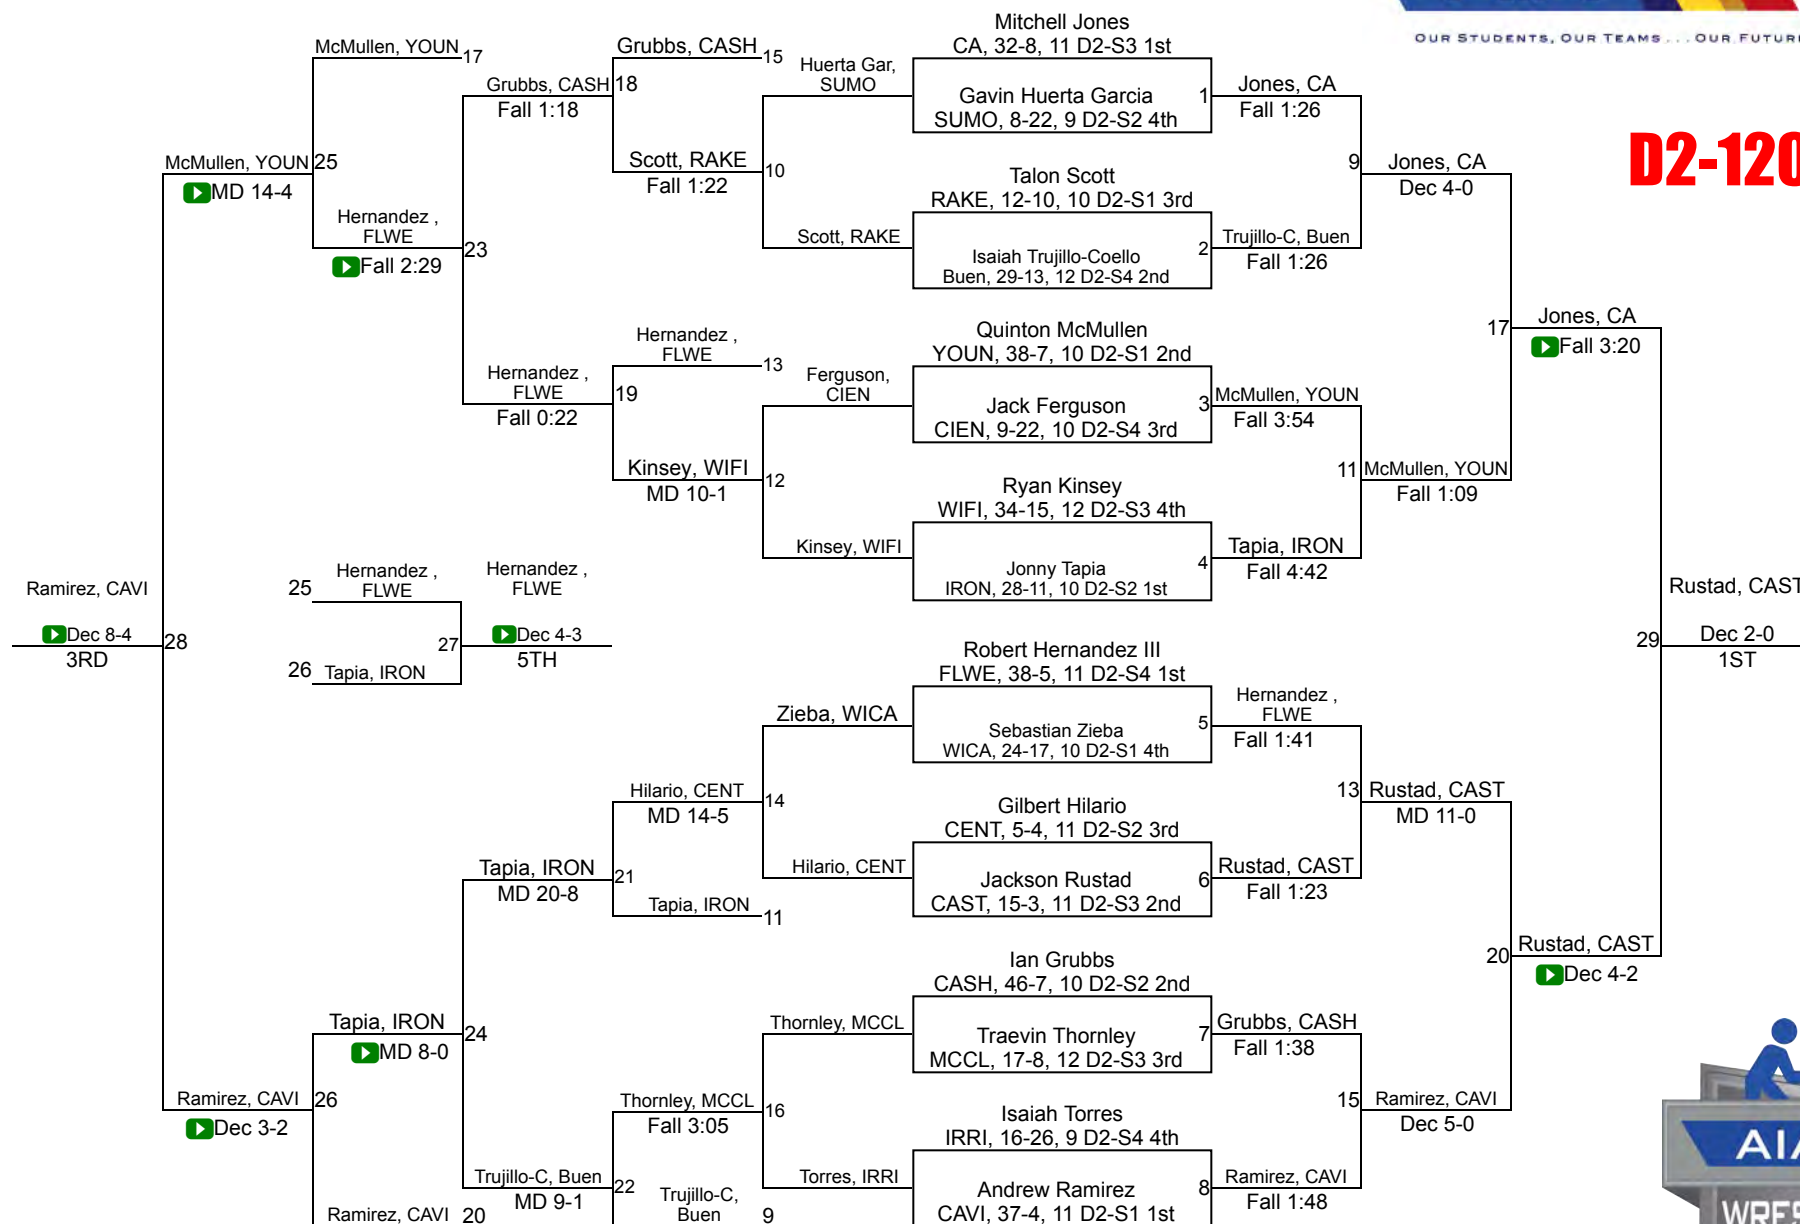 OUR STUDENTS, OUR TEAMS . . . OUR FUTURE
D2-120
McMullen, YOUN
17
Grubbs, CASH
Fall 1:18
18
Grubbs, CASH
15
Huerta Gar,
SUMO
Scott, RAKE
Fall 1:22
10
Scott, RAKE
Mitchell Jones
CA, 32-8, 11 D2-S3 1st
Gavin Huerta Garcia
SUMO, 8-22, 9 D2-S2 4th
1
Jones, CA
Fall 1:26
Talon Scott
RAKE, 12-10, 10 D2-S1 3rd
Isaiah Trujillo-Coello
Buen, 29-13, 12 D2-S4 2nd
2
Trujillo-C, Buen
Fall 1:26
9
Jones, CA
Dec 4-0
McMullen, YOUN
MD 14-4
25
Hernandez ,
FLWE
Fall 2:29
23
Hernandez ,
FLWE
Fall 0:22
19
Hernandez ,
FLWE
13
Ferguson,
CIEN
Kinsey, WIFI
MD 10-1
12
Kinsey, WIFI
Quinton McMullen
YOUN, 38-7, 10 D2-S1 2nd
Jack Ferguson
CIEN, 9-22, 10 D2-S4 3rd
3
McMullen, YOUN
Fall 3:54
Ryan Kinsey
WIFI, 34-15, 12 D2-S3 4th
Jonny Tapia
IRON, 28-11, 10 D2-S2 1st
4
Tapia, IRON
Fall 4:42
11
McMullen, YOUN
Fall 1:09
17
Jones, CA
Fall 3:20
Ramirez, CAVI
Dec 8-4
3RD
28
25
Hernandez ,
FLWE
26
Tapia, IRON
27
Hernandez ,
FLWE
Dec 4-3
5TH
Rustad, CAST
29
Dec 2-0
1ST
Zieba, WICA
Hilario, CENT
MD 14-5
14
Hilario, CENT
Robert Hernandez III
FLWE, 38-5, 11 D2-S4 1st
Sebastian Zieba
WICA, 24-17, 10 D2-S1 4th
5
Hernandez ,
FLWE
Fall 1:41
Gilbert Hilario
CENT, 5-4, 11 D2-S2 3rd
Jackson Rustad
CAST, 15-3, 11 D2-S3 2nd
6
Rustad, CAST
Fall 1:23
13
Rustad, CAST
MD 11-0
Tapia, IRON
MD 20-8
21
Tapia, IRON
11
20
Rustad, CAST
Dec 4-2
Tapia, IRON
MD 8-0
24
Thornley, MCCL
Ian Grubbs
CASH, 46-7, 10 D2-S2 2nd
Traevin Thornley
MCCL, 17-8, 12 D2-S3 3rd
7
Grubbs, CASH
Fall 1:38
Ramirez, CAVI
Dec 3-2
26
Thornley, MCCL
Fall 3:05
16
Torres, IRRI
Isaiah Torres
IRRI, 16-26, 9 D2-S4 4th
Andrew Ramirez
CAVI, 37-4, 11 D2-S1 1st
8
Ramirez, CAVI
Fall 1:48
15
Ramirez, CAVI
Dec 5-0
Trujillo-C, Buen
MD 9-1
22
Trujillo-C,
Buen
9
Ramirez, CAVI
20
AIA
WRES